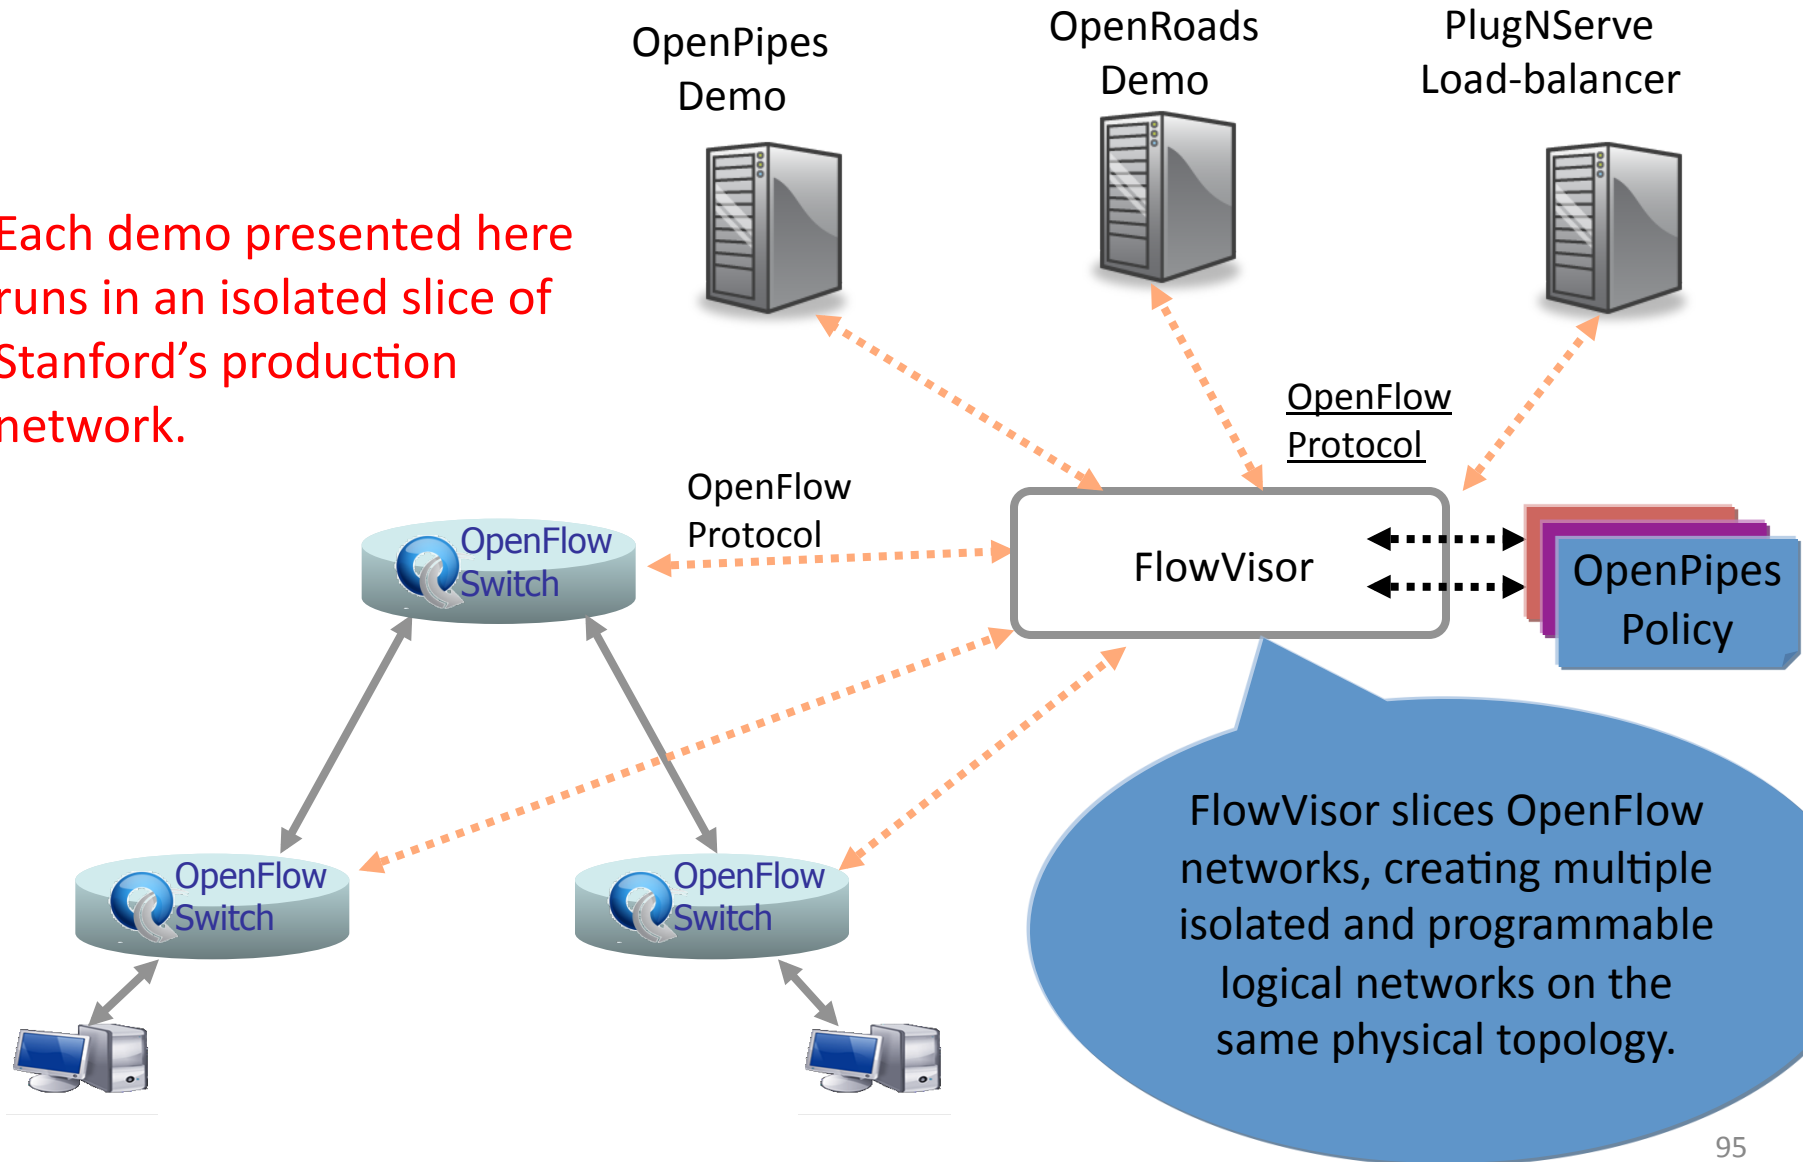 OpenPipes
Demo
OpenRoads
Demo
PlugNServe
Load-balancer
Each demo presented here
runs in an isolated slice of
Stanford’s production
network.
OpenFlow
Protocol
OpenFlow
Protocol
OpenFlow
Switch
FlowVisor
OpenPipes
Policy
FlowVisor slices OpenFlow
networks, creating multiple
isolated and programmable
logical networks on the
same physical topology.
OpenFlow
Switch
OpenFlow
Switch
95